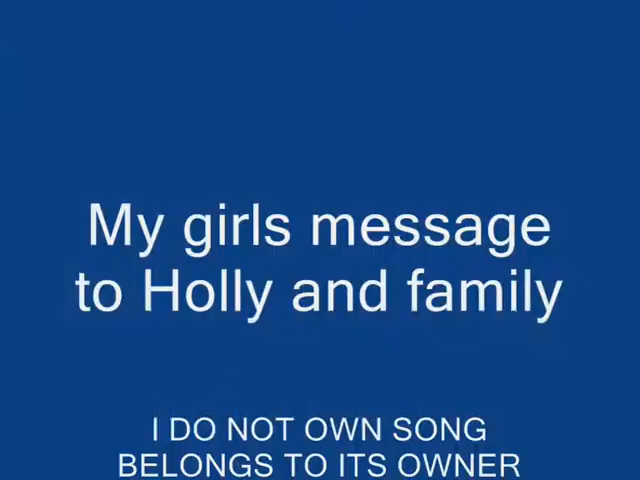 My girls message
to Holly and family
I DO NOT OWN SONG
BELONGS TO ITS OWNER